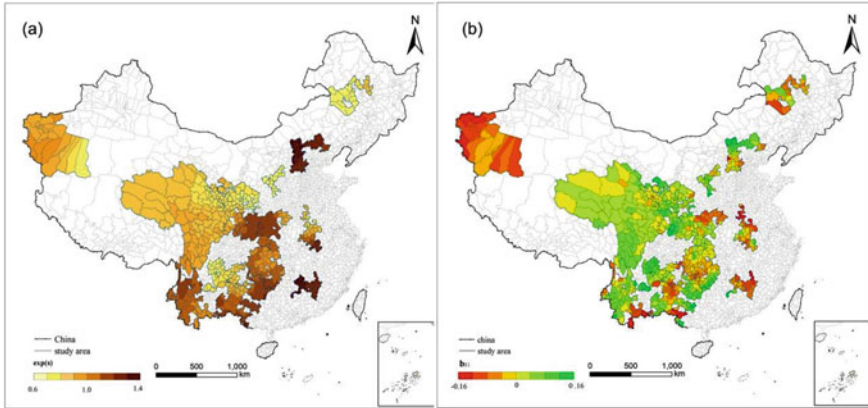 (a)
N
China
study area
exp(s)
0.6
1.0
1.4
0
500
1,000
km
(b)
N
china
study area
-0.16
0
0.16
0
500
1,000
km